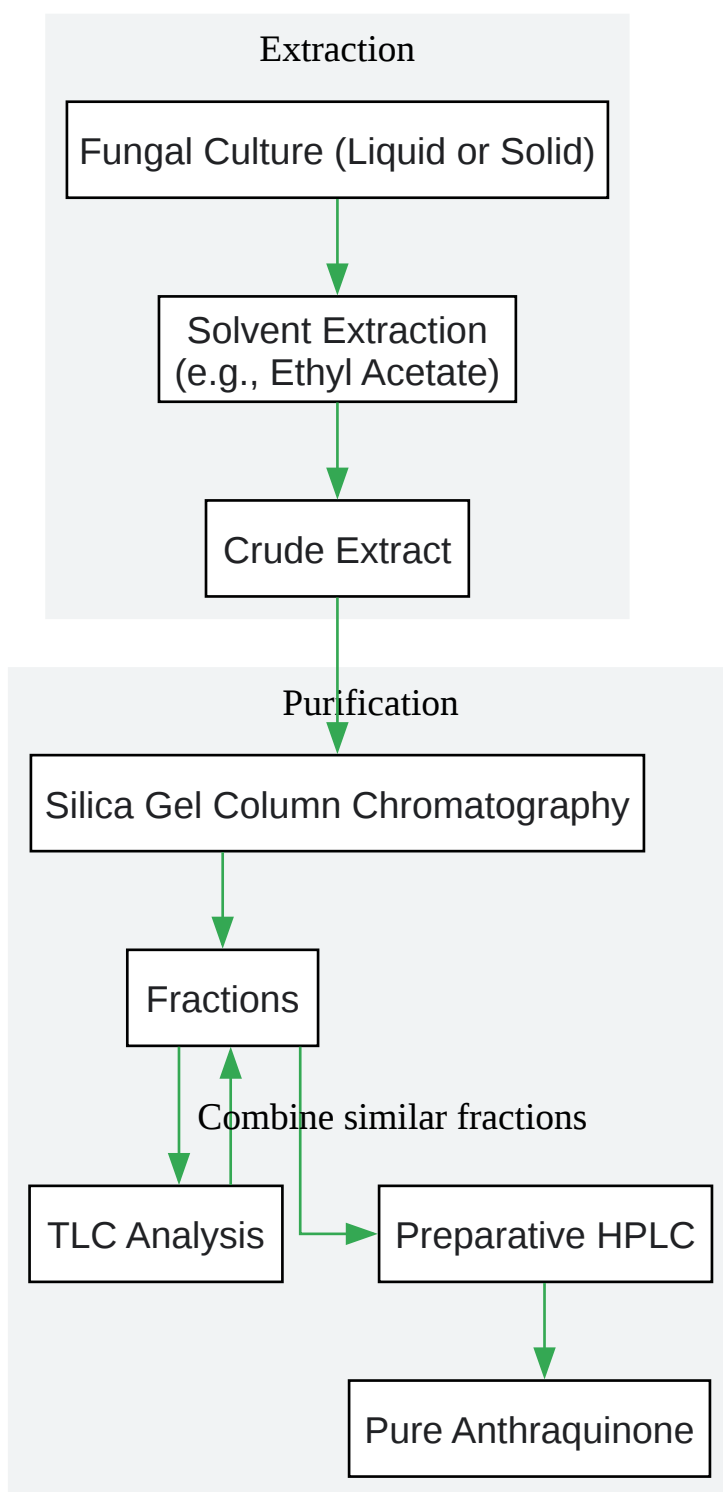 Extraction
Fungal Culture (Liquid or Solid)
Solvent Extraction
(e.g., Ethyl Acetate)
Crude Extract
Purification
Silica Gel Column Chromatography
Fractions
Combine similar fractions
TLC Analysis
Preparative HPLC
Pure Anthraquinone